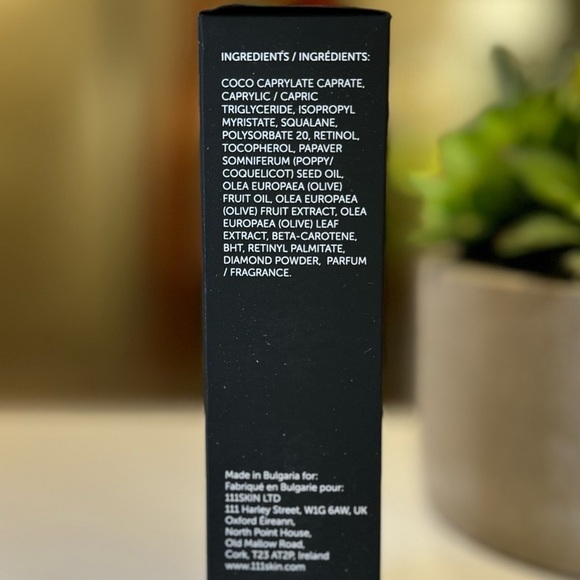 INGREDIENTS / INGRÉDIENTS:
COCO CAPRYLATE CAPRATE,
CAPRYLIC / CAPRIC
TRIGLYCERIDE, ISOPROPYL
MYRISTATE, SQUALANE,
POLYSORBATE 20, RETINOL,
TOCOPHEROL, PAPAVER
SOMNIFERUM (POPPY/
COQUELICOT) SEED OIL,
OLEA EUROPAEA (OLIVE)
FRUIT OIL, OLEA EUROPAEA
(OLIVE) FRUIT EXTRACT, OLEA
EUROPAEA (OLIVE) LEAF
EXTRACT, BETA-CAROTENE,
BHT, RETINYL PALMITATE,
DIAMOND POWDER, PARFUM
/ FRAGRANCE.
Made in Bulgaria for:
Fabriqué en Bulgarie pour:
111SKIN LTD
111 Harley Street, W1G 6AW, UK
Oxford Éireann,
North Point House,
Old Mallow Road,
Cork, T23 AT2P, Ireland
www.111skin.com